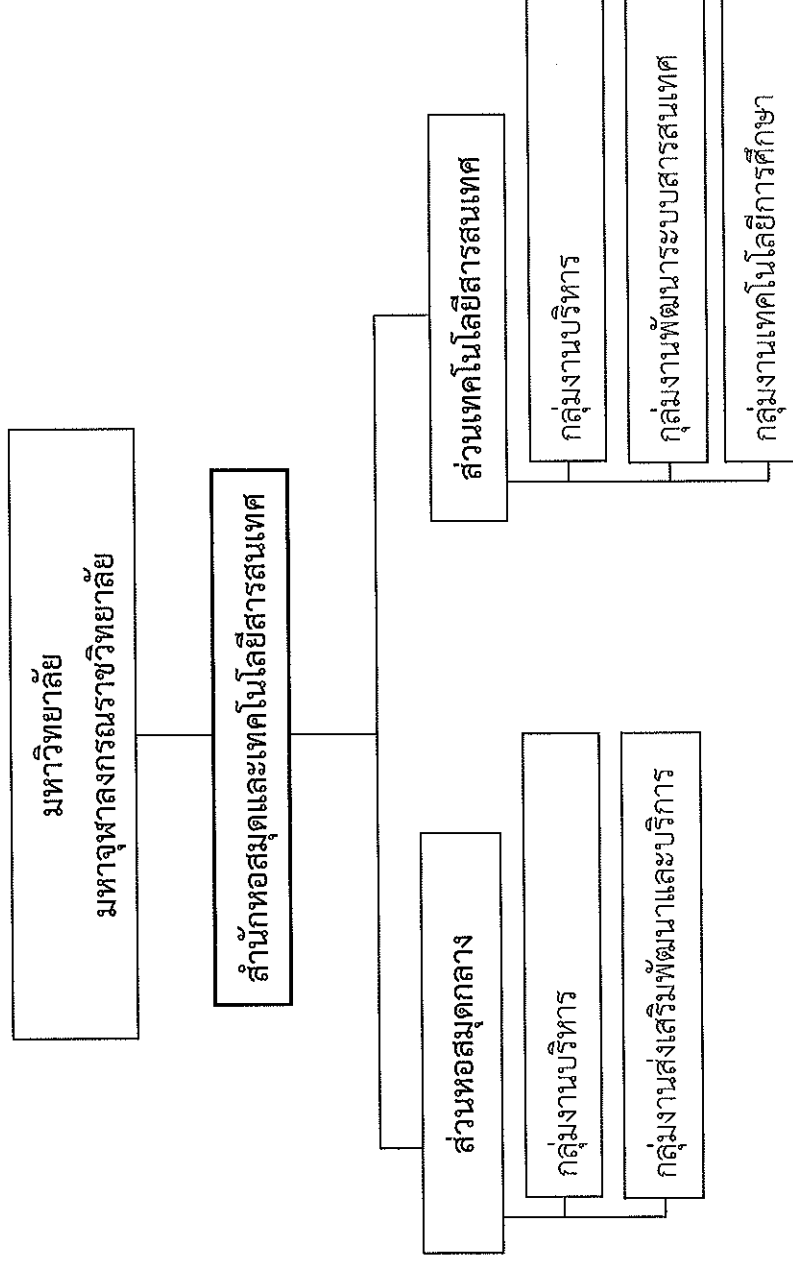 มหาวิทยาลัย
มหาจุฬาลงกรณราชวิทยาลัย
สำนักหอสมุดและเทคโนโลยีสารสนเทศ
ส่วนหอสมุดกลาง
กลุ่มงานบริหาร
กลุ่มงานส่งเสริมพัฒนาและบริการ
ส่วนเทคโนโลยีสารสนเทศ
กลุ่มงานบริหาร
กุล่มงานพัฒนาระบบสารสนเทศ
กลุ่มงานเทคโนโลยีการศึกษา